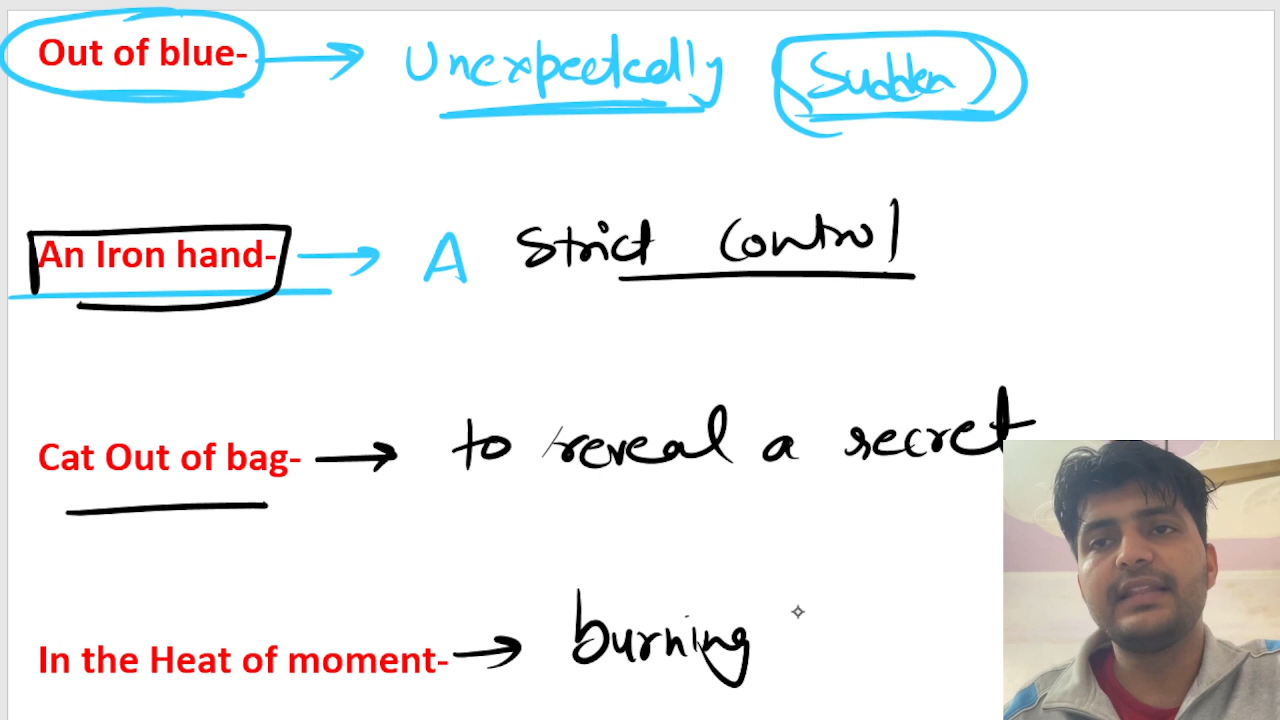 Out of blue- → Unexpectedly (Sudden)
An Iron hand- → A Strict Control
Cat Out of bag- → to reveal a secret
In the Heat of moment- → burning